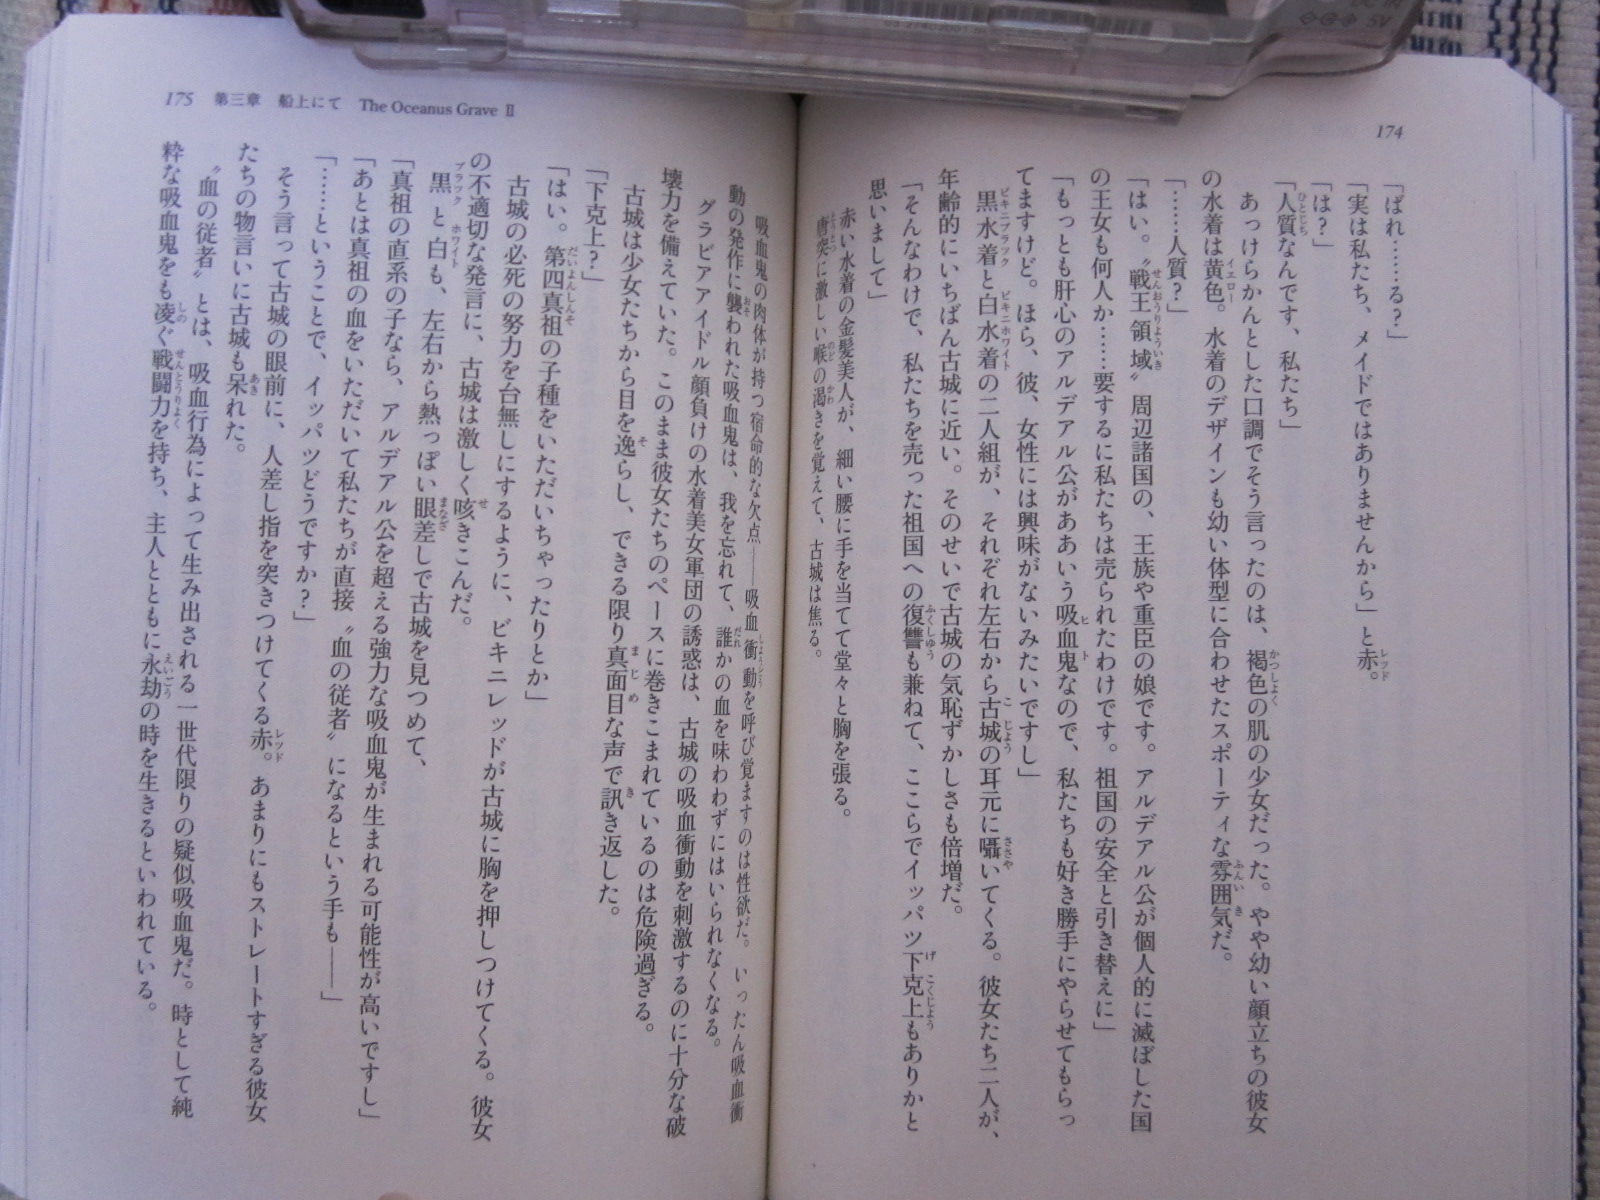 174
「ばれ……る？」
「実は私たち、メイドではありませんから」と赤。
「は？」
「人質なんです、私たち」
あっけらかんとした口調でそう言ったのは、褐色の肌の少女だった。やや幼い顔立ちの彼女
の水着は黄色。水着のデザインも幼い体型に合わせたスポーティな雰囲気だ。
「……人質？」
「はい。〝戦王領域〟周辺諸国の、王族や重臣の娘です。アルデアル公が個人的に滅ぼした国
の王女も何人か……要するに私たちは売られたわけです。祖国の安全と引き替えに」
「もっとも肝心のアルデアル公がああいう吸血鬼なので、私たちも好き勝手にやらせてもらっ
てますけど。ほら、彼、女性には興味がないみたいですし」
黒水着と白水着の二人組が、それぞれ左右から古城の耳元に囁いてくる。彼女たち二人が、
年齢的にいちばん古城に近い。そのせいで古城の気恥ずかしさも倍増だ。
「そんなわけで、私たちを売った祖国への復讐も兼ねて、ここらでイッパツ下克上もありかと
思いまして」
赤い水着の金髪美人が、細い腰に手を当てて堂々と胸を張る。
唐突に激しい喉の渇きを覚えて、古城は焦る。
吸血鬼の肉体が持つ宿命的な欠点――吸血衝動を呼び覚ますのは性欲だ。いったん吸血衝
動の発作に襲われた吸血鬼は、我を忘れて、誰かの血を味わわずにはいられなくなる。
グラビアアイドル顔負けの水着美女軍団の誘惑は、古城の吸血衝動を刺激するのに十分な破
壊力を備えていた。このまま彼女たちのペースに巻きこまれているのは危険過ぎる。
古城は少女たちから目を逸らし、できる限り真面目な声で訊き返した。
「下克上？」
「はい。第四真祖の子種をいただいちゃったりとか」
古城の必死の努力を台無しにするように、ビキニレッドが古城に胸を押しつけてくる。彼女
の不適切な発言に、古城は激しく咳きこんだ。
黒と白も、左右から熱っぽい眼差しで古城を見つめて、
「真祖の直系の子なら、アルデアル公を超える強力な吸血鬼が生まれる可能性が高いですし」
「あとは真祖の血をいただいて私たちが直接〝血の従者〟になるという手も――」
「……ということで、イッパツどうですか？」
そう言って古城の眼前に、人差し指を突きつけてくる赤。あまりにもストレートすぎる彼女
たちの物言いに古城も呆れた。
〝血の従者〟とは、吸血行為によって生み出される一世代限りの疑似吸血鬼だ。時として純
粋な吸血鬼をも凌ぐ戦闘力を持ち、主人とともに永劫の時を生きるといわれている。
175 第三章 船上にて The Oceanus Grave Ⅱ